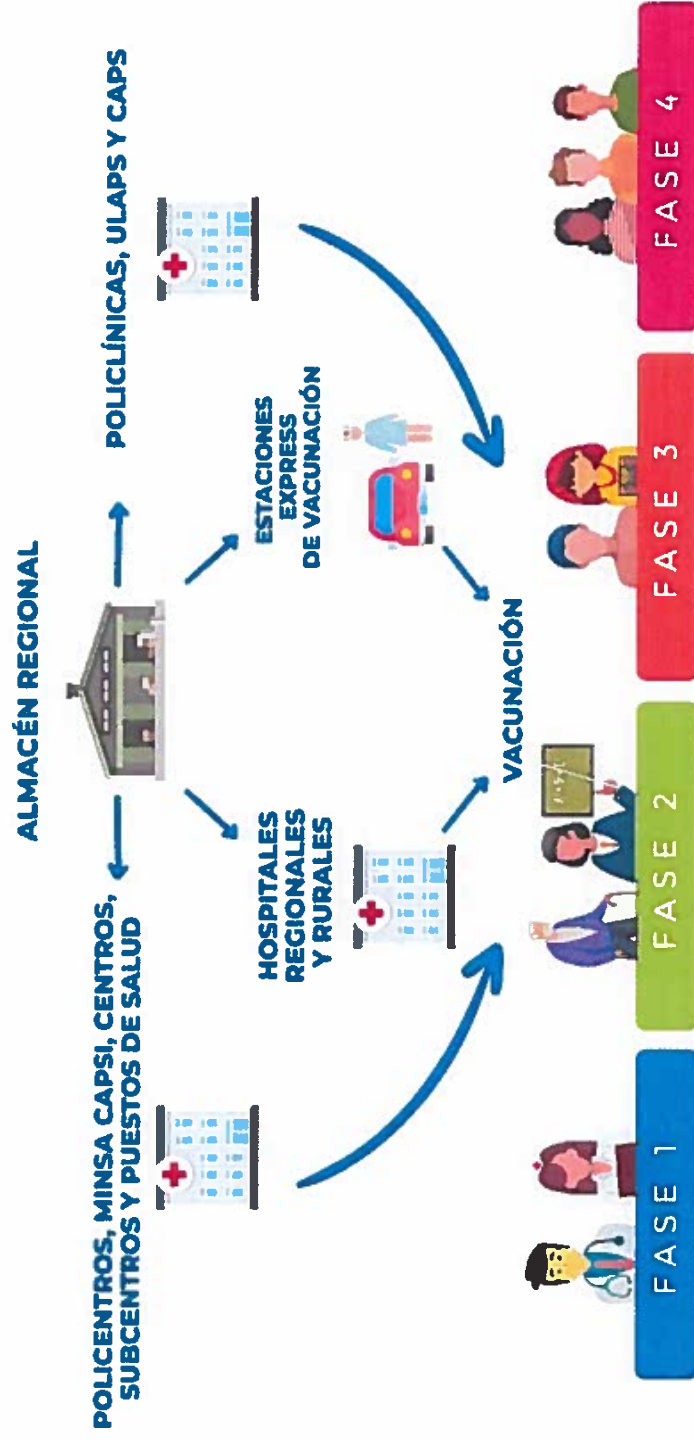 ALMACÉN REGIONAL
POLICENTROS, MINSA CAPSI, CENTROS,
SUBCENTROS Y PUESTOS DE SALUD
POLICLÍNICAS, ULAPS Y CAPS
HOSPITALES
REGIONALES
Y RURALES
ESTACIONES
EXPRESS
DE VACUNACIÓN
VACUNACIÓN
FASE 1
FASE 2
FASE 3
FASE 4